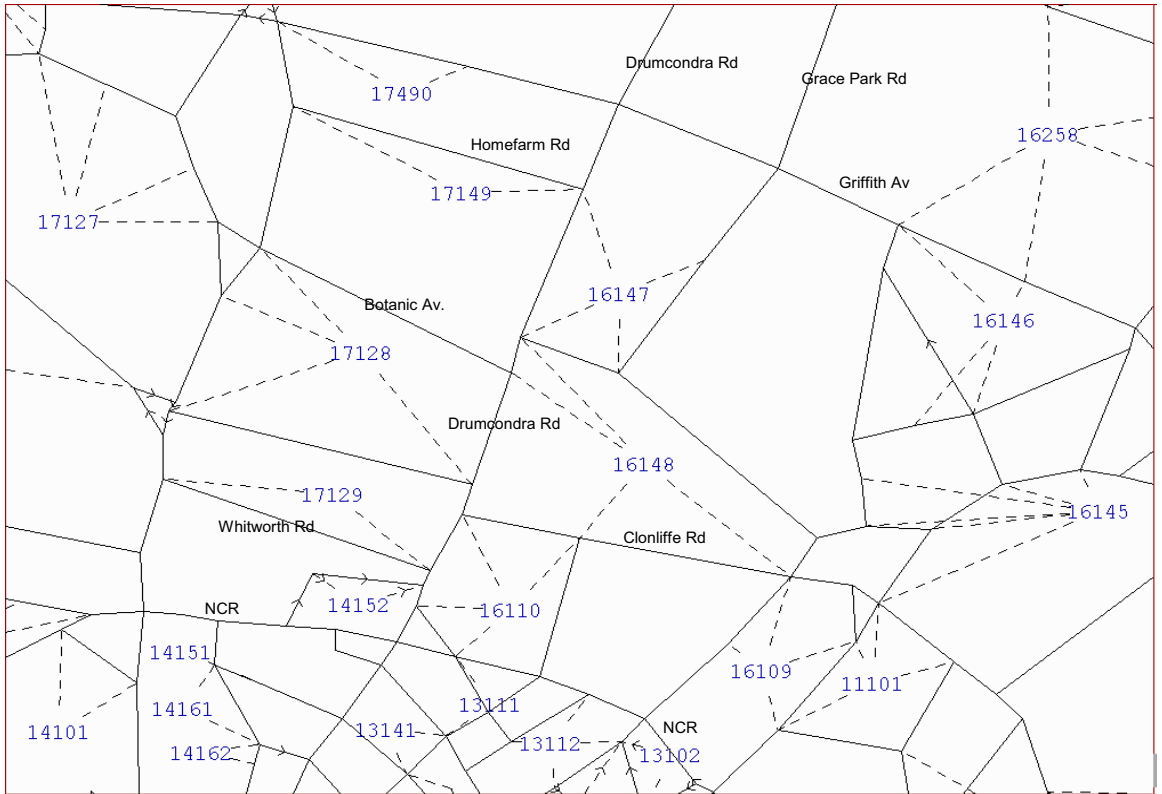 Drumcondra Rd
Grace Park Rd
17490
16258
Homefarm Rd
Griffith Av
17149
17127
16147
Botanic Av.
16146
17128
Drumcondra Rd
16148
17129
16145
Whitworth Rd
Clonliffe Rd
NCR
14152
16110
14151
16109
11101
14161
13111
14101
13141
NCR
14162
13112
13102